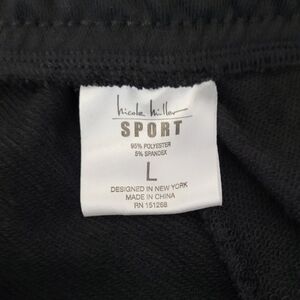 nicole miller
SPORT
95% POLYESTER
5% SPANDEX
L
DESIGNED IN NEW YORK
MADE IN CHINA
RN 151268